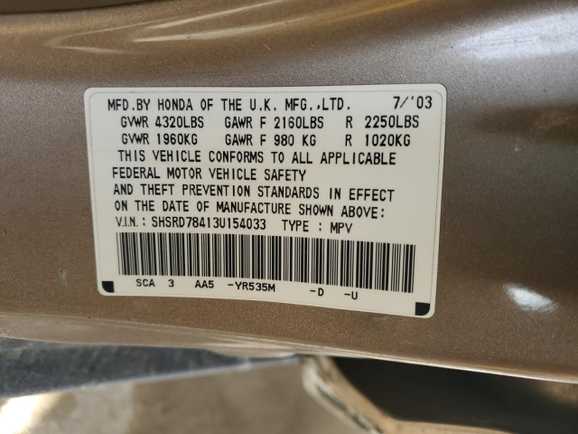 MFD.BY HONDA OF THE U.K. MFG.,LTD. 7/'03
GVWR 4320LBS GAWR F 2160LBS R 2250LBS
GVWR 1960KG GAWR F 980 KG R 1020KG
THIS VEHICLE CONFORMS TO ALL APPLICABLE
FEDERAL MOTOR VEHICLE SAFETY
AND THEFT PREVENTION STANDARDS IN EFFECT
ON THE DATE OF MANUFACTURE SHOWN ABOVE:
V.I.N.: SHSRD78413U154033 TYPE : MPV
SCA 3 AA5 -YR535M -D -U